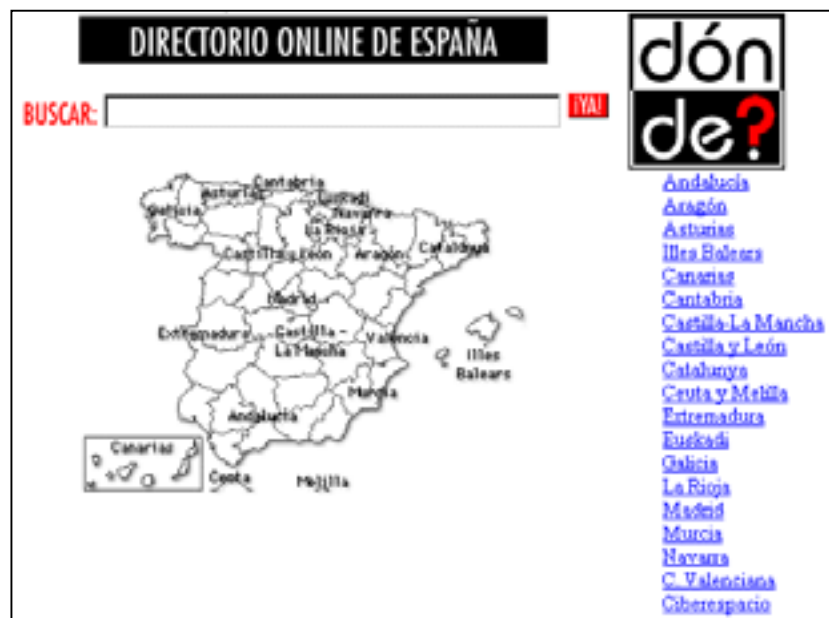 DIRECTORIO ONLINE DE ESPAÑA
dón
de?
BUSCAR:
¡YA!
Cantabria
Asturias
Euskadi
Galicia
Navarra
La Rioja
Castilla y León
Aragón
Catalunya
Madrid
Extremadura
Castilla -
La Mancha
Valencia
Illes
Balears
Murcia
Andalucía
Canarias
Ceuta
Melilla
Andalucía
Aragón
Asturias
Illes Balears
Canarias
Cantabria
Castilla-La Mancha
Castilla y León
Catalunya
Ceuta y Melilla
Extremadura
Euskadi
Galicia
La Rioja
Madrid
Murcia
Navarra
C. Valenciana
Ciberespacio